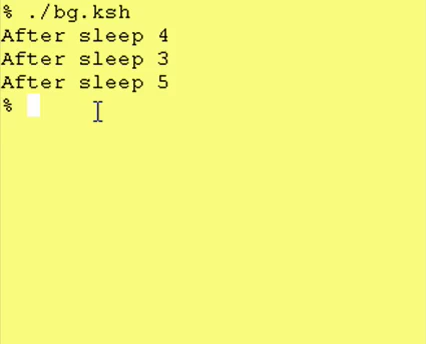 % ./bg.ksh
After sleep 4
After sleep 3
After sleep 5
%